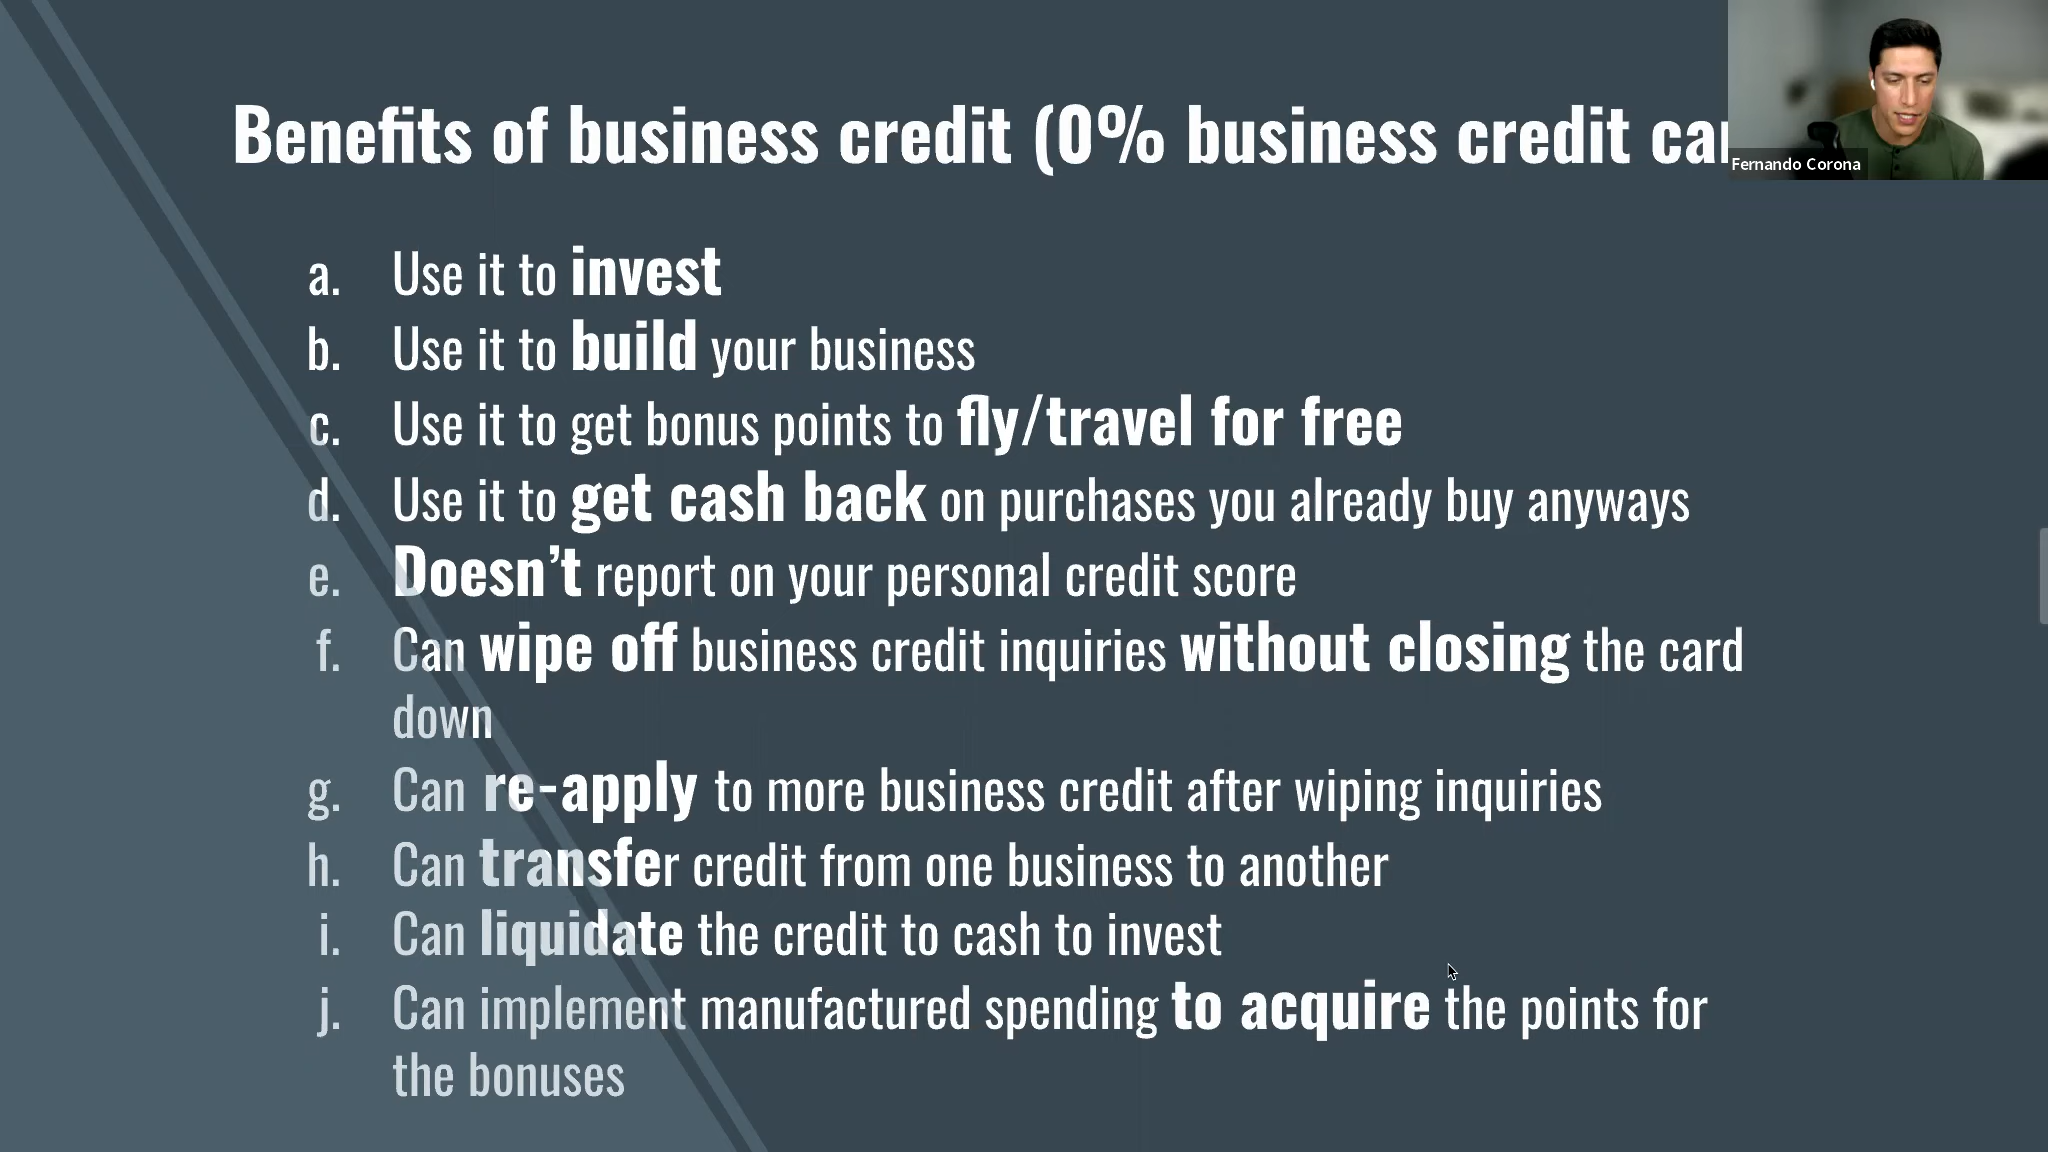 Benefits of business credit (0% business credit
Fernando Corona
a. Use it to invest
b. Use it to build your business
c. Use it to get bonus points to fly/travel for free
d. Use it to get cash back on purchases you already buy anyways
e. Doesn’t report on your personal credit score
f. Can wipe off business credit inquiries without closing the card
down
g. Can re-apply to more business credit after wiping inquiries
h. Can transfer credit from one business to another
i. Can liquidate the credit to cash to invest
j. Can implement manufactured spending to acquire the points for
the bonuses